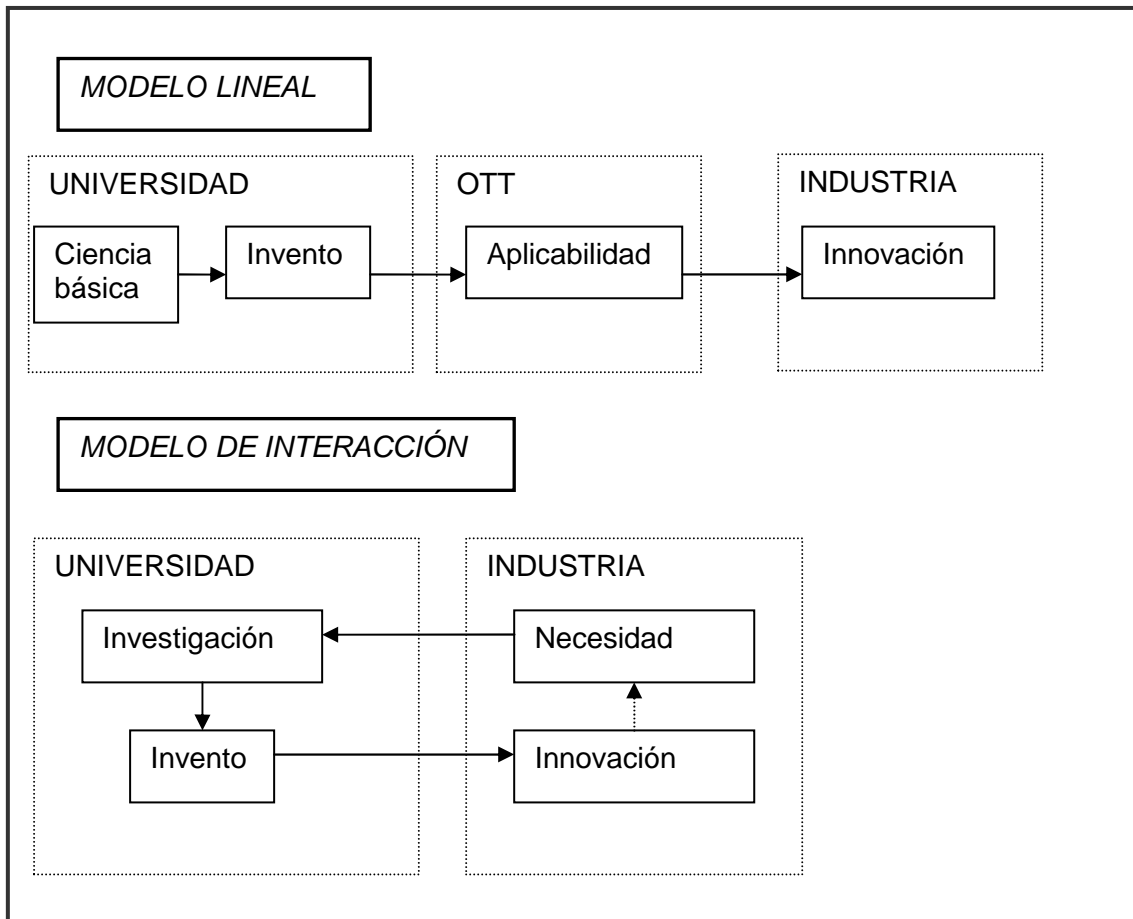 MODELO LINEAL
UNIVERSIDAD
Ciencia
básica
Invento
OTT
Aplicabilidad
INDUSTRIA
Innovación
MODELO DE INTERACCIÓN
UNIVERSIDAD
Investigación
Invento
INDUSTRIA
Necesidad
Innovación